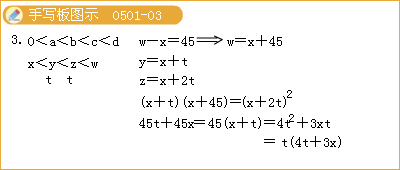 手写板图示 0501-03
3. 0<a<b<c<d w-x=45⟹w=x+45
x<y<z<w y=x+t
t t z=x+2t
(x+t)(x+45)=(x+2t)²
45t+45x=45(x+t)=4t²+3xt
= t(4t+3x)